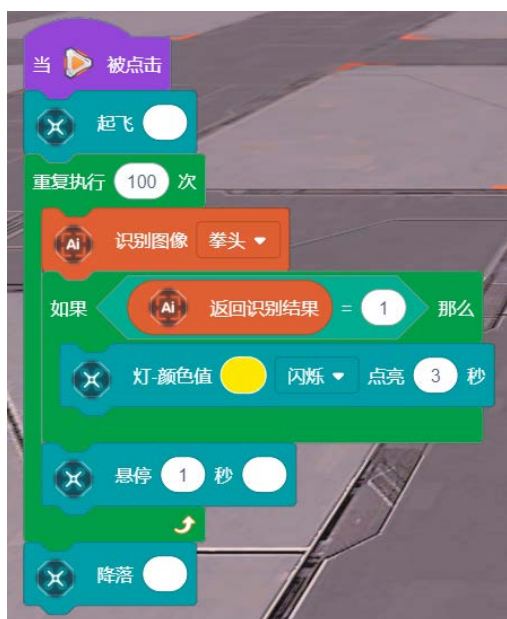 当 被点击
起飞
重复执行 100 次
Ai 识别图像 拳头
如果 Ai 返回识别结果 = 1 那么
灯-颜色值 闪烁 点亮 3 秒
悬停 1 秒
降落